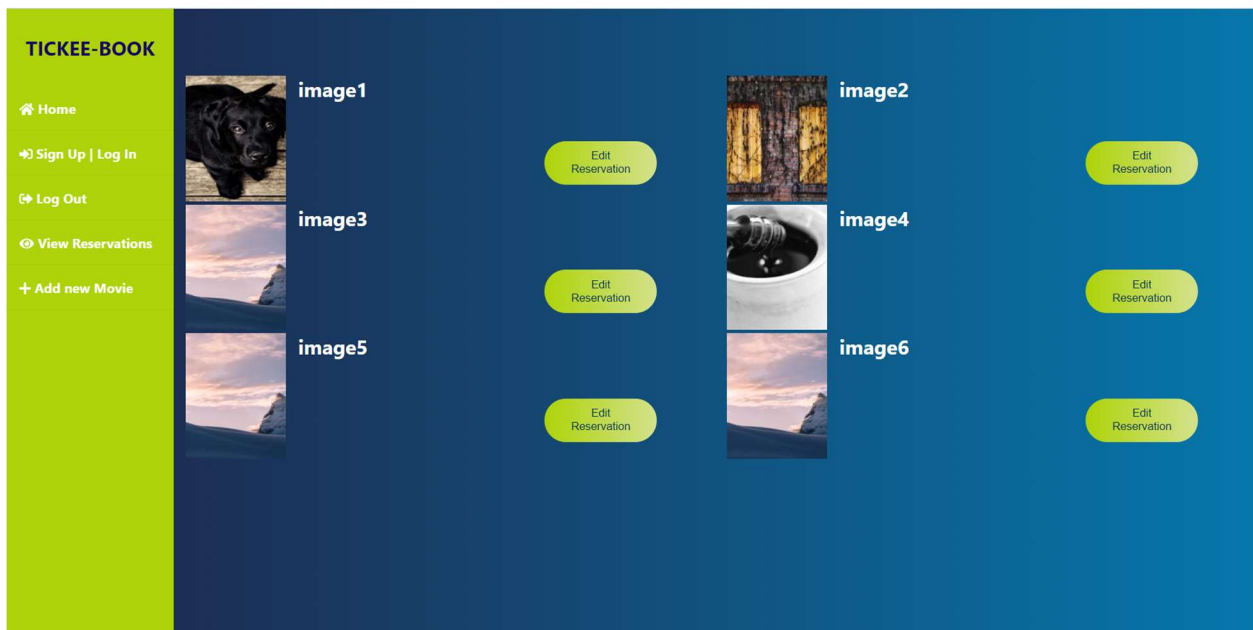 TICKEE-BOOK
Home
Sign Up | Log In
Log Out
View Reservations
Add new Movie
image1
Edit
Reservation
image2
Edit
Reservation
image3
Edit
Reservation
image4
Edit
Reservation
image5
Edit
Reservation
image6
Edit
Reservation